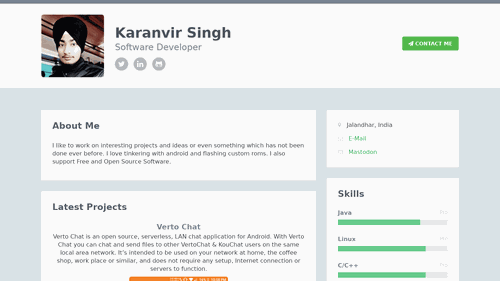 Karanvir Singh
Software Developer
CONTACT ME
About Me
I like to work on interesting projects and ideas or even something which has not been
done ever before. I love tinkering with android and flashing custom roms. I also
support Free and Open Source Software.
Jalandhar, India
E-Mail
Mastodon
Latest Projects
Verto Chat
Verto Chat is an open source, serverless, LAN chat application for Android. With Verto
Chat you can chat and send files to other VertoChat & KouChat users on the same
local area network. It's intended to be used on your network at home, the coffee
shop, work place or similar, and does not require any setup, Internet connection or
servers to function.
Skills
Java
Linux
C/C++